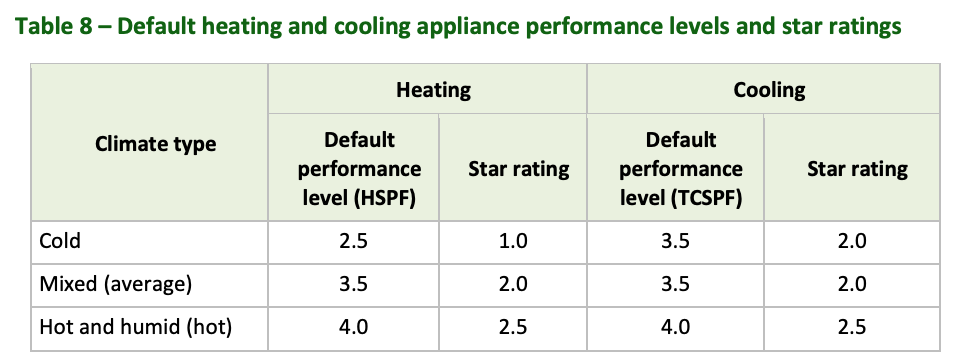 Table 8 – Default heating and cooling appliance performance levels and star ratings
Climate type
Heating
Cooling
Default
performance
level (HSPF)
Star rating
Default
performance
level (TCSPF)
Star rating
Cold 2.5 1.0 3.5 2.0
Mixed (average) 3.5 2.0 3.5 2.0
Hot and humid (hot) 4.0 2.5 4.0 2.5